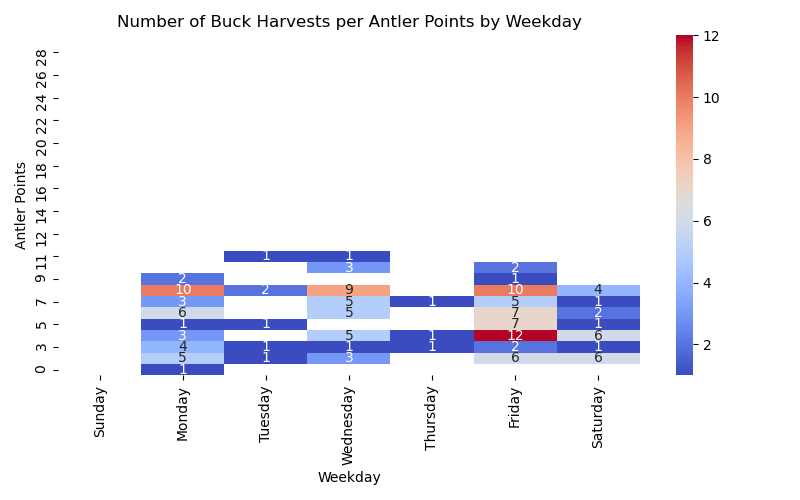 Number of Buck Harvests per Antler Points by Weekday
12
28
26
24
10
22
20
8
18
16
Antler Points
14
6
12
1 1
11
3 2
4
9
2 1
10 2 9 10 4
7
3 5 1 5 1
6 5 7 2
5
1 1 7 1
3 5 1 12 6
2
3
4 1 1 1 2 1
5 1 3 6 6
0
1
Sunday
Monday
Tuesday
Wednesday
Thursday
Friday
Saturday
Weekday